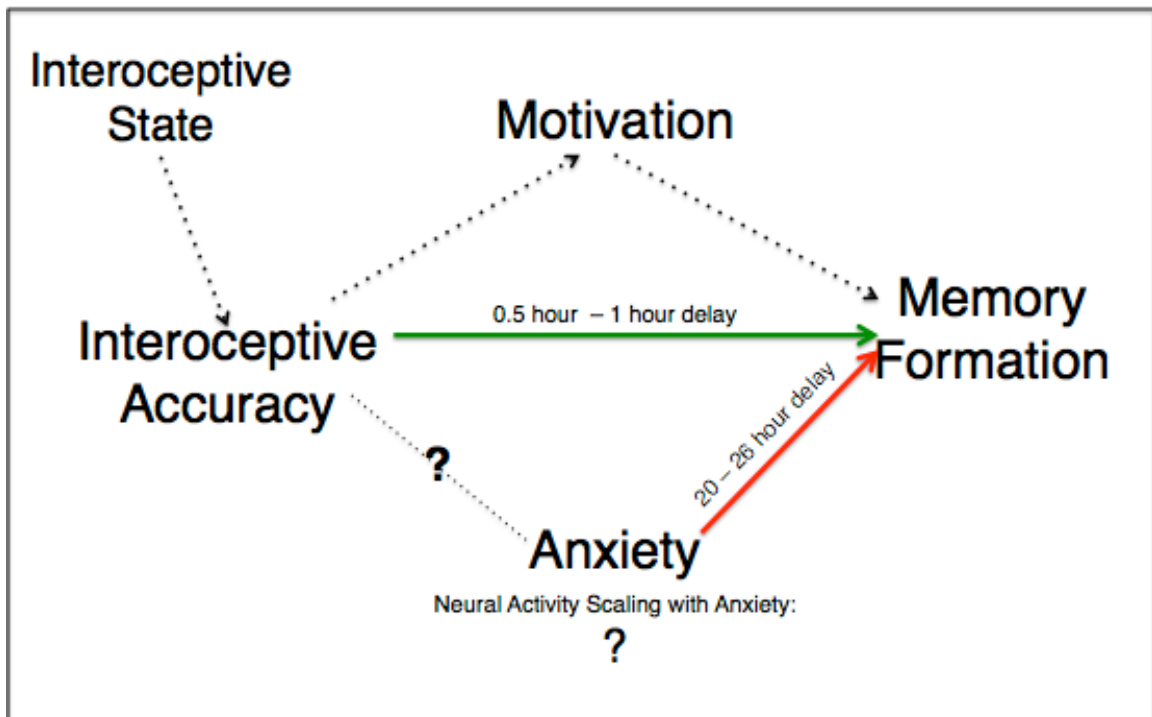 Interoceptive
State
Motivation
0.5 hour – 1 hour delay
Interoceptive
Accuracy
Memory
Formation
20 – 26 hour delay
?
Anxiety
Neural Activity Scaling with Anxiety:
?